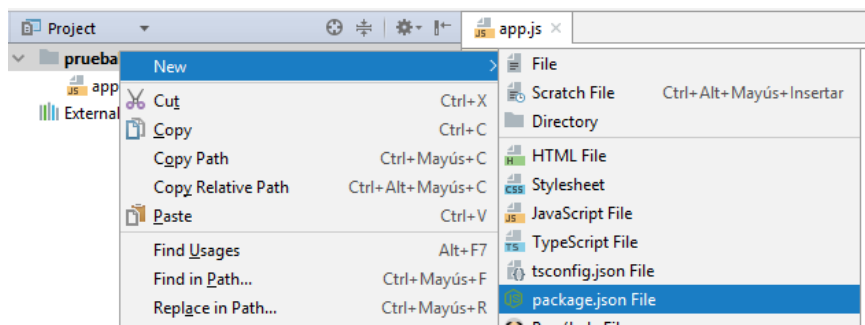 Project
app.js
prueba
app
External
New
Cut Ctrl+X
Copy Ctrl+C
Copy Path Ctrl+Mayús+C
Copy Relative Path Ctrl+Alt+Mayús+C
Paste Ctrl+V
Find Usages Alt+F7
Find in Path... Ctrl+Mayús+F
Replace in Path... Ctrl+Mayús+R
File
Scratch File Ctrl+Alt+Mayús+Insertar
Directory
HTML File
Stylesheet
JavaScript File
TypeScript File
tsconfig.json File
package.json File